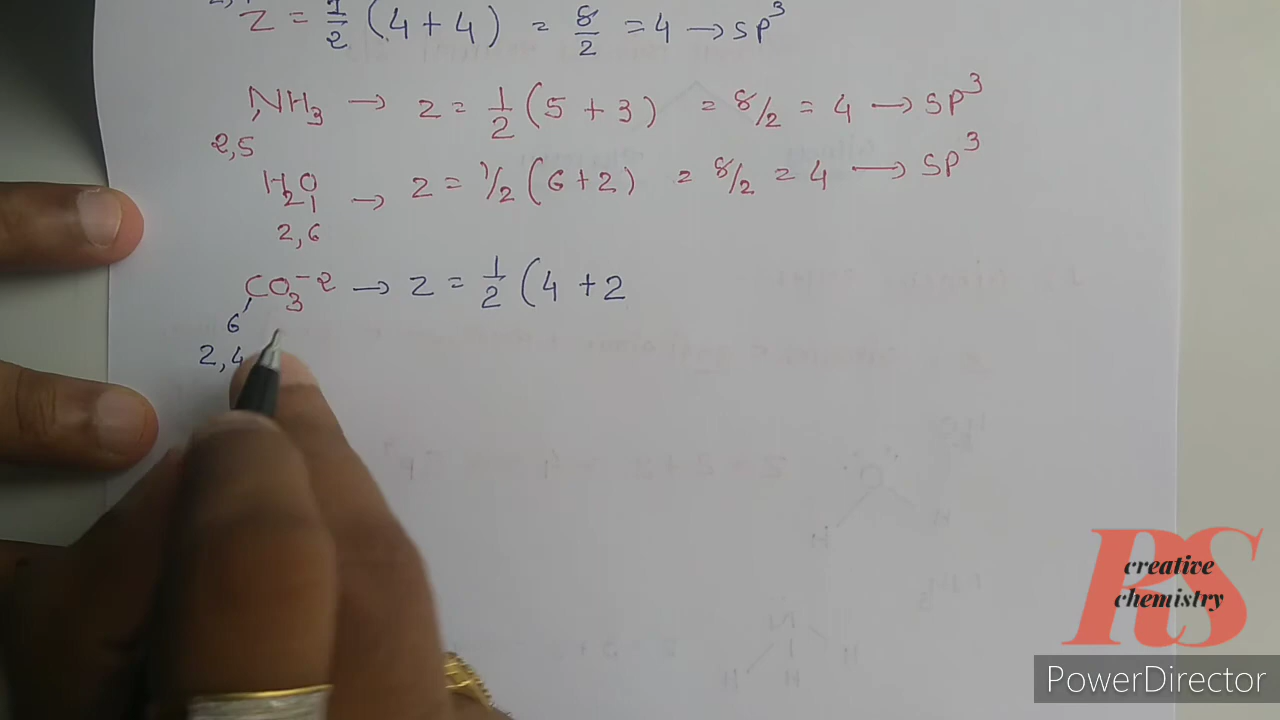 Z = 1/2 (4+4) = 8/2 = 4 → sp³
NH₃ → Z = 1/2 (5 + 3) = 8/2 = 4 → sp³
2,5
H₂O → Z = 1/2 (6+2) = 8/2 = 4 → sp³
2,6
CO₃⁻² → Z = 1/2 (4 + 2
6
2,4
RS
creative
chemistry
PowerDirector